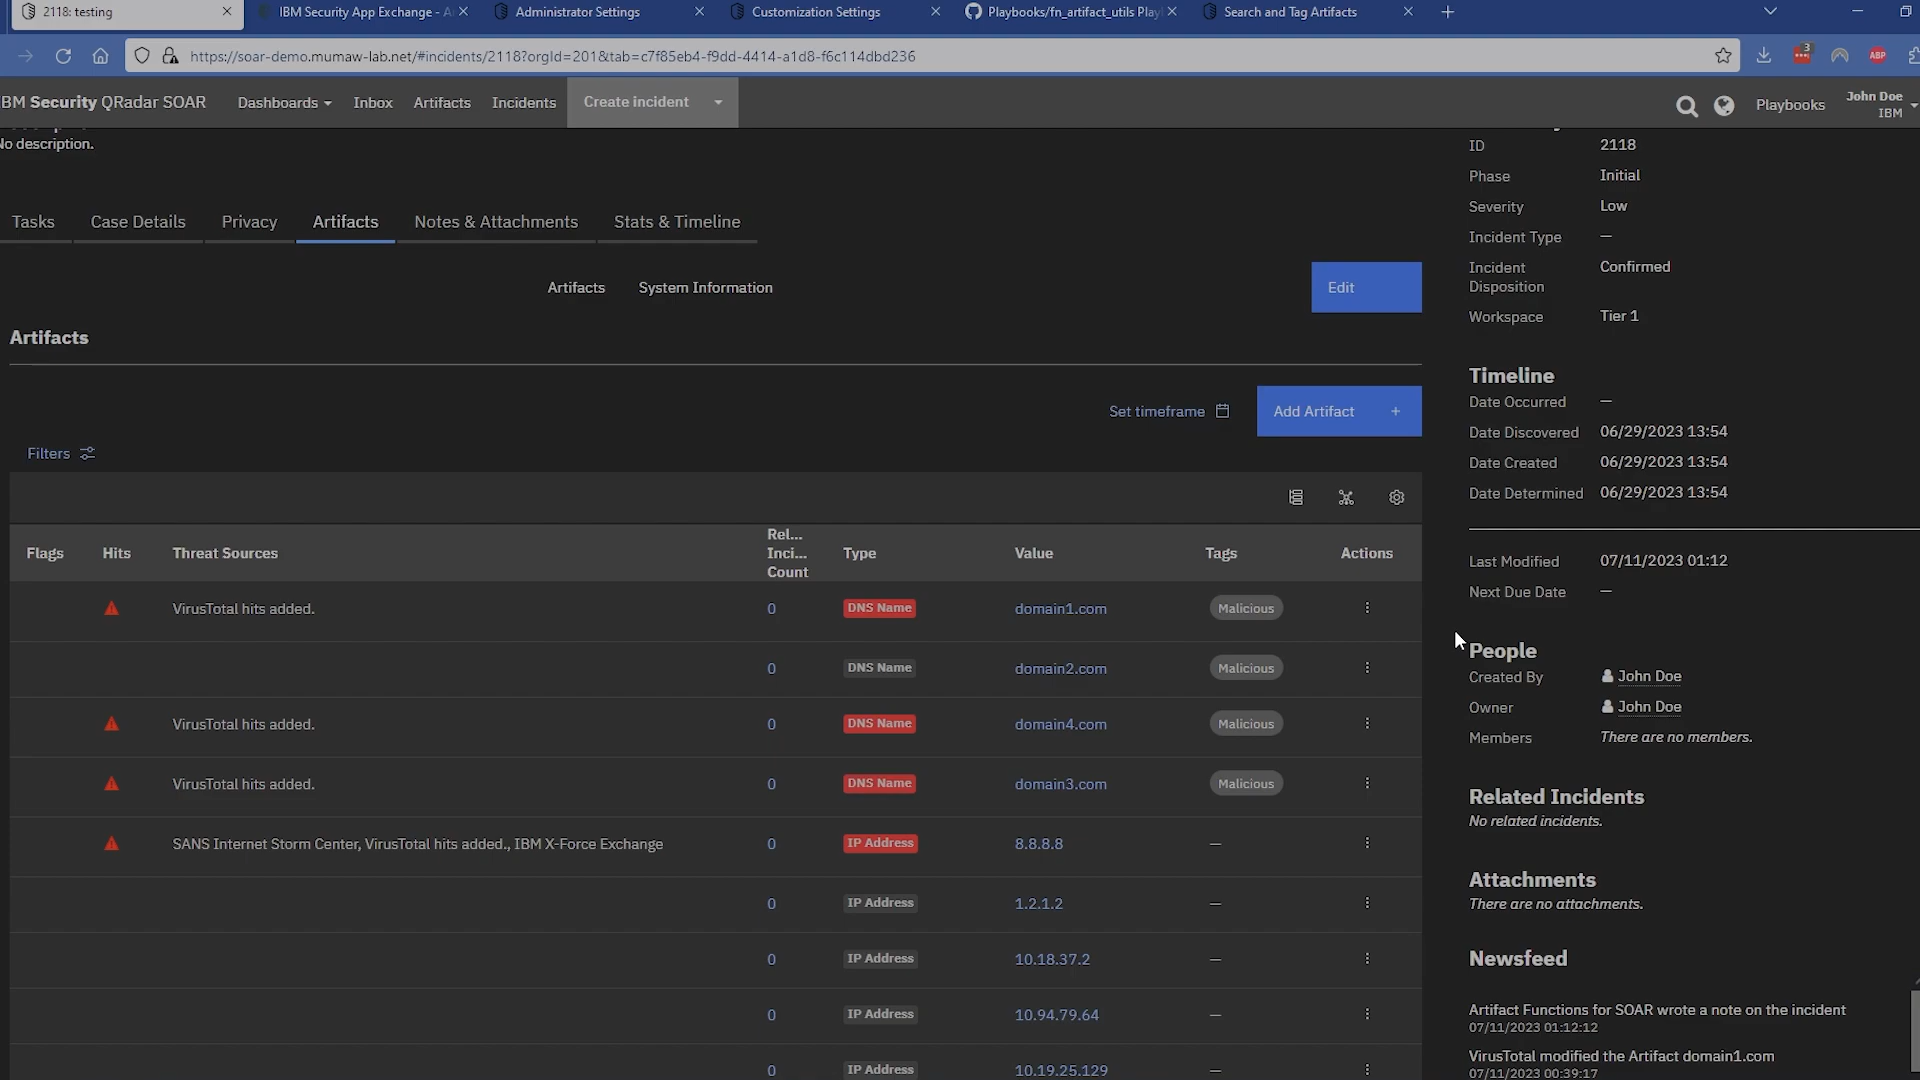 2118: testing
IBM Security App Exchange - A
Administrator Settings
Customization Settings
Playbooks/fn_artifact_utils Play
Search and Tag Artifacts
https://soar-demo.mumaw-lab.net/#incidents/2118?orgId=201&tab=c7f85eb4-f9dd-4414-a1d8-f6c114dbd236
3
ABP
BM Security QRadar SOAR
Dashboards
Inbox
Artifacts
Incidents
Create incident
Playbooks
John Doe
IBM
No description.
Tasks
Case Details
Privacy
Artifacts
Notes & Attachments
Stats & Timeline
Artifacts
System Information
Edit
Artifacts
Set timeframe
Add Artifact +
Filters
Flags Hits Threat Sources Rel... Inci... Count Type Value Tags Actions
VirusTotal hits added. 0 DNS Name domain1.com Malicious
0 DNS Name domain2.com Malicious
VirusTotal hits added. 0 DNS Name domain4.com Malicious
VirusTotal hits added. 0 DNS Name domain3.com Malicious
SANS Internet Storm Center, VirusTotal hits added., IBM X-Force Exchange 0 IP Address 8.8.8.8 —
0 IP Address 1.2.1.2 —
0 IP Address 10.18.37.2 —
0 IP Address 10.94.79.64 —
0 IP Address 10.19.25.129 —
ID 2118
Phase Initial
Severity Low
Incident Type —
Incident Disposition Confirmed
Workspace Tier 1
Timeline
Date Occurred —
Date Discovered 06/29/2023 13:54
Date Created 06/29/2023 13:54
Date Determined 06/29/2023 13:54
Last Modified 07/11/2023 01:12
Next Due Date —
People
Created By John Doe
Owner John Doe
Members There are no members.
Related Incidents
No related incidents.
Attachments
There are no attachments.
Newsfeed
Artifact Functions for SOAR wrote a note on the incident
07/11/2023 01:12:12
VirusTotal modified the Artifact domain1.com
07/11/2023 00:39:17